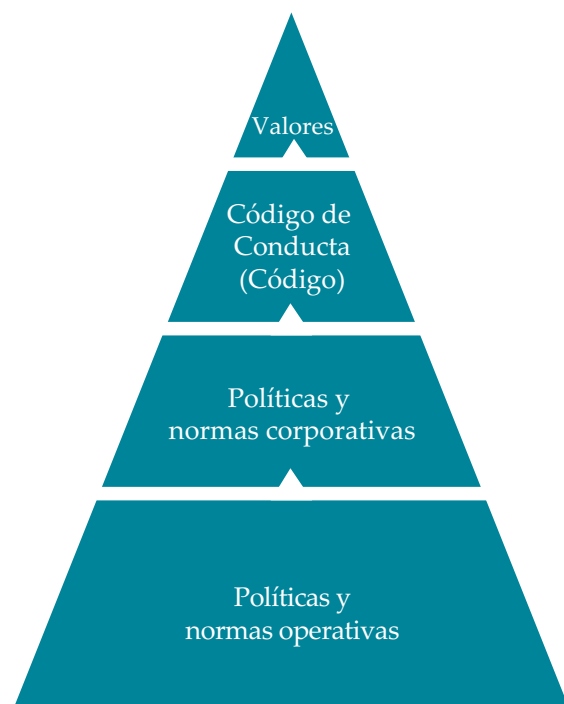 Valores
Código de
Conducta
(Código)
Políticas y
normas corporativas
Políticas y
normas operativas